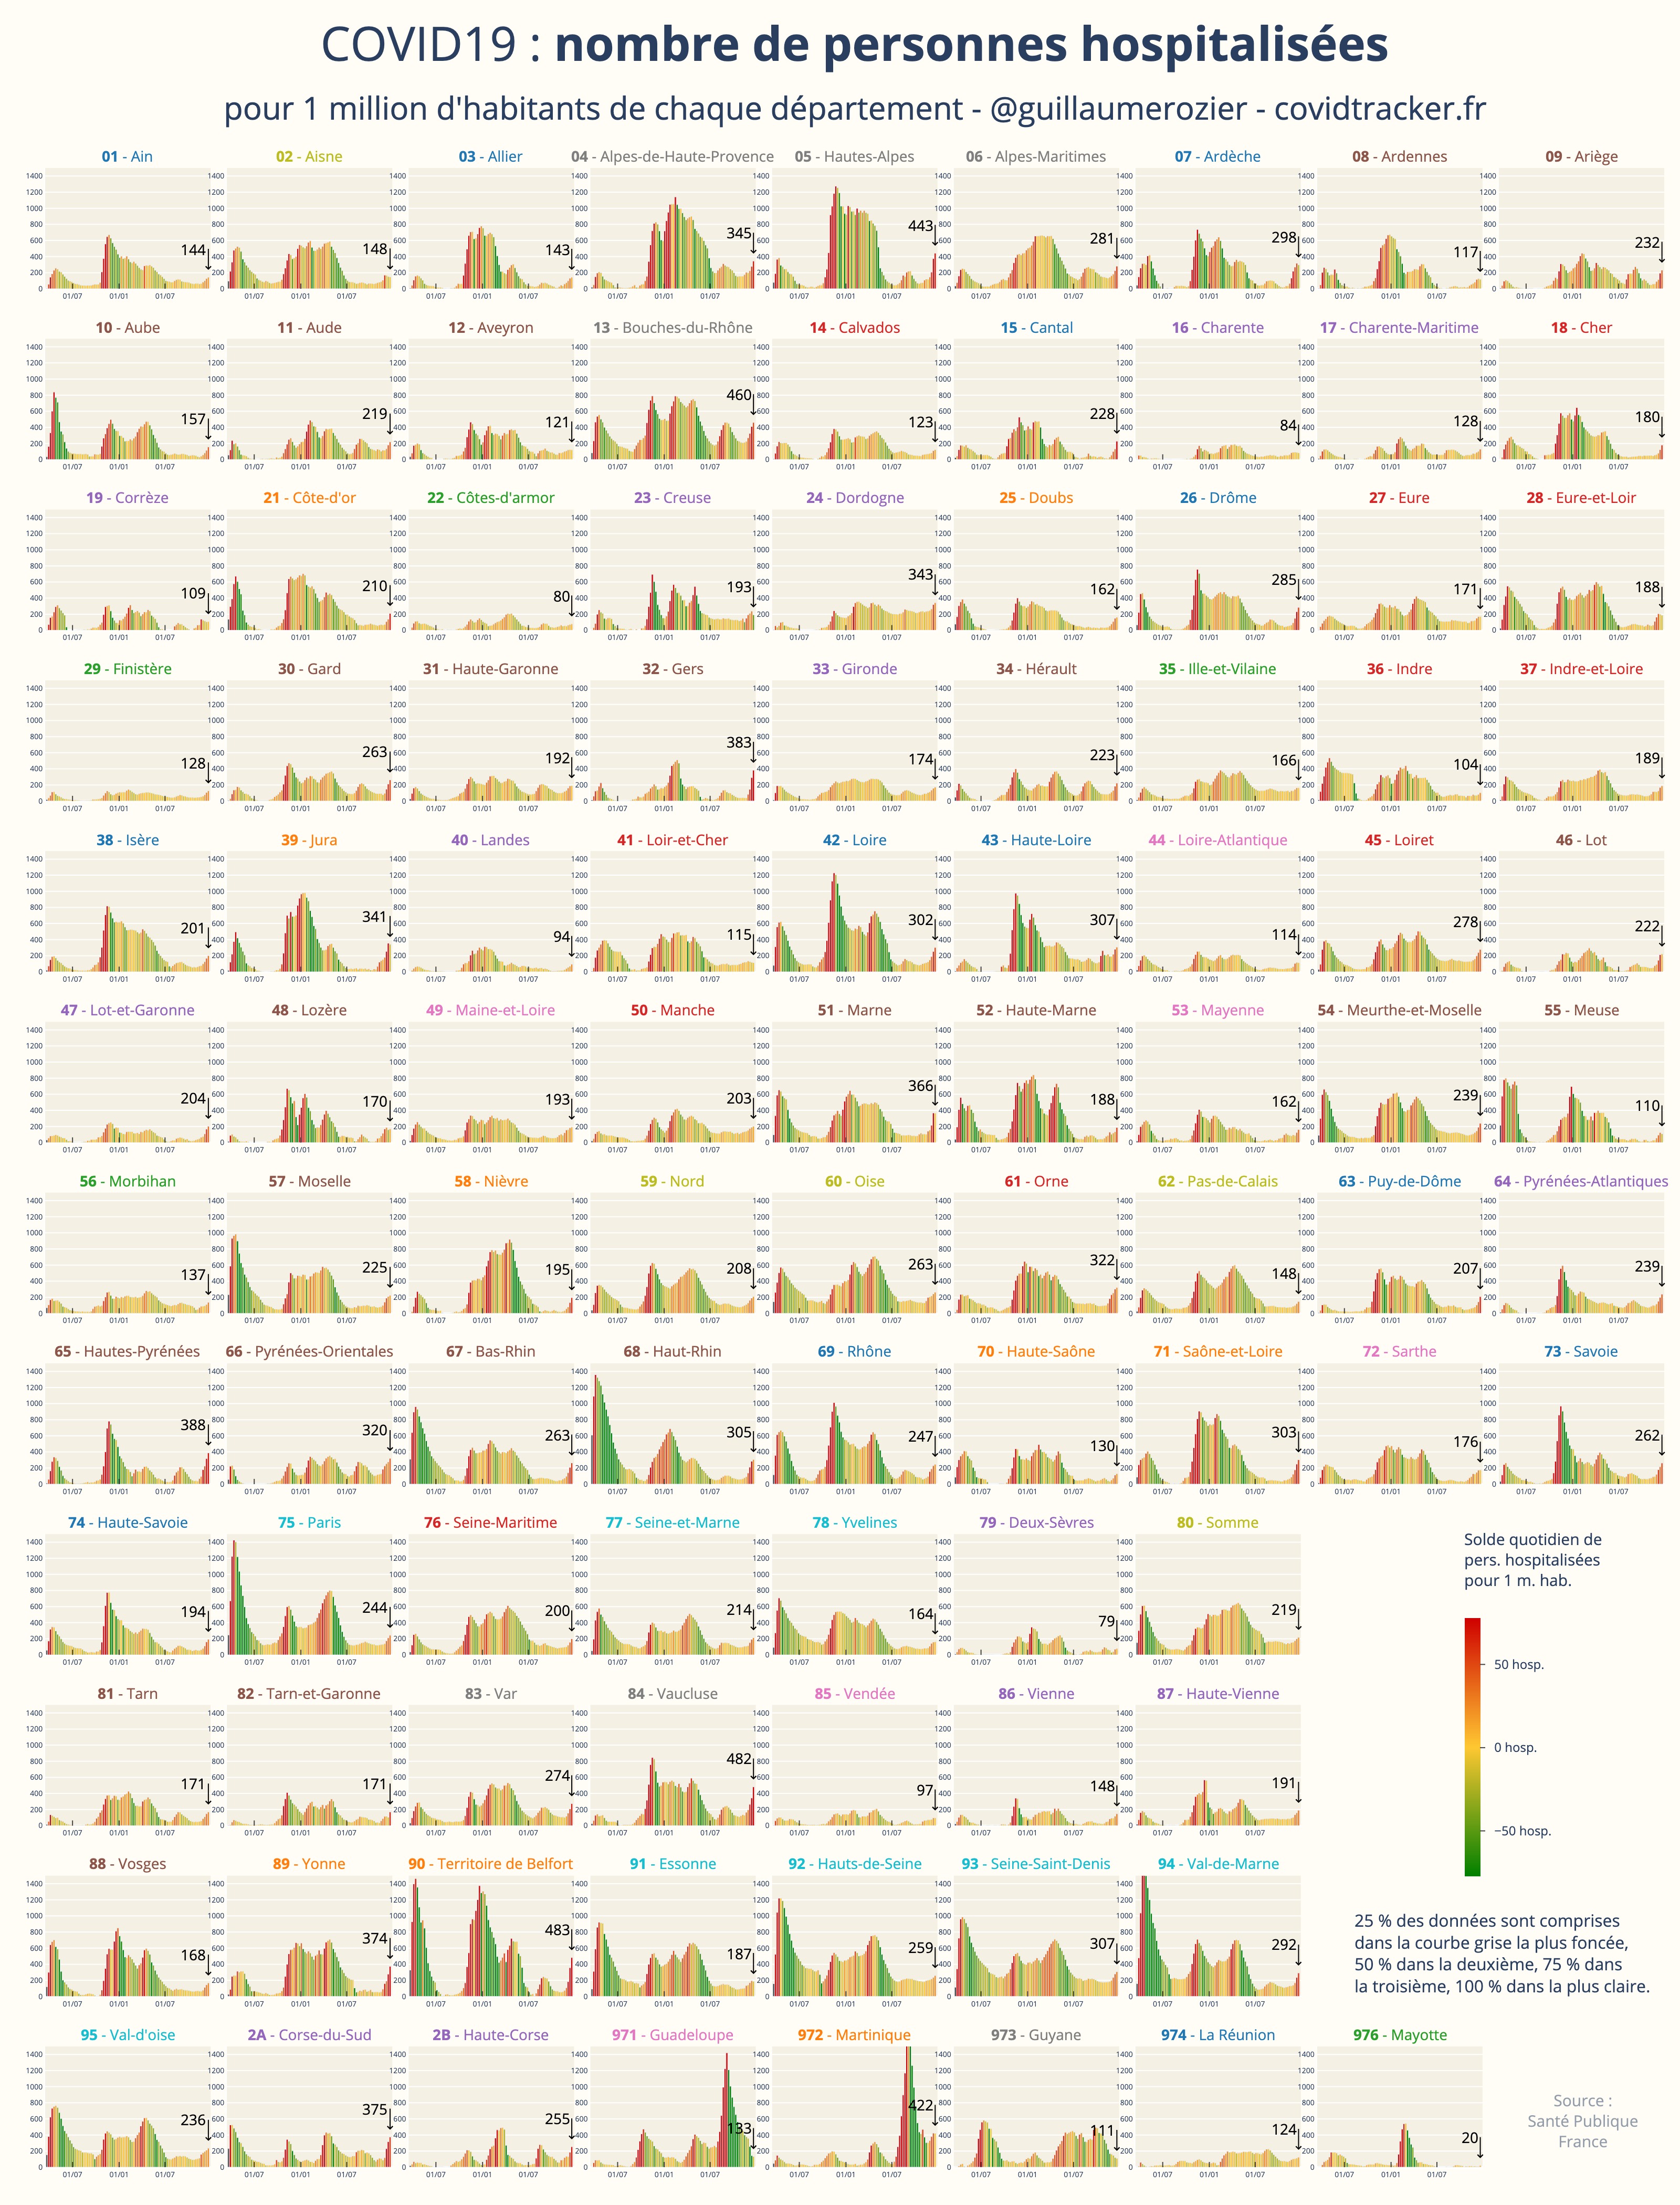 COVID19 : nombre de personnes hospitalisées
pour 1 million d'habitants de chaque département - @guillaumerozier - covidtracker.fr
01 - Ain
144
02 - Aisne
148
03 - Allier
143
04 - Alpes-de-Haute-Provence
345
05 - Hautes-Alpes
443
06 - Alpes-Maritimes
281
07 - Ardèche
298
08 - Ardennes
117
09 - Ariège
232
1400
1200
1000
800
600
400
200
0
01/07 01/01 01/07
10 - Aube
157
11 - Aude
219
12 - Aveyron
121
13 - Bouches-du-Rhône
460
14 - Calvados
123
15 - Cantal
228
16 - Charente
84
17 - Charente-Maritime
128
18 - Cher
180
19 - Corrèze
109
21 - Côte-d'or
210
22 - Côtes-d'armor
80
23 - Creuse
193
24 - Dordogne
343
25 - Doubs
162
26 - Drôme
285
27 - Eure
171
28 - Eure-et-Loir
188
29 - Finistère
128
30 - Gard
263
31 - Haute-Garonne
192
32 - Gers
383
33 - Gironde
174
34 - Hérault
223
35 - Ille-et-Vilaine
166
36 - Indre
104
37 - Indre-et-Loire
189
38 - Isère
201
39 - Jura
341
40 - Landes
94
41 - Loir-et-Cher
115
42 - Loire
302
43 - Haute-Loire
307
44 - Loire-Atlantique
114
45 - Loiret
278
46 - Lot
222
47 - Lot-et-Garonne
204
48 - Lozère
170
49 - Maine-et-Loire
193
50 - Manche
203
51 - Marne
366
52 - Haute-Marne
188
53 - Mayenne
162
54 - Meurthe-et-Moselle
239
55 - Meuse
110
56 - Morbihan
137
57 - Moselle
225
58 - Nièvre
195
59 - Nord
208
60 - Oise
263
61 - Orne
322
62 - Pas-de-Calais
148
63 - Puy-de-Dôme
207
64 - Pyrénées-Atlantiques
239
65 - Hautes-Pyrénées
388
66 - Pyrénées-Orientales
320
67 - Bas-Rhin
263
68 - Haut-Rhin
305
69 - Rhône
247
70 - Haute-Saône
130
71 - Saône-et-Loire
303
72 - Sarthe
176
73 - Savoie
262
74 - Haute-Savoie
194
75 - Paris
244
76 - Seine-Maritime
200
77 - Seine-et-Marne
214
78 - Yvelines
164
79 - Deux-Sèvres
79
80 - Somme
219
81 - Tarn
171
82 - Tarn-et-Garonne
171
83 - Var
274
84 - Vaucluse
482
85 - Vendée
97
86 - Vienne
148
87 - Haute-Vienne
191
88 - Vosges
168
89 - Yonne
374
90 - Territoire de Belfort
483
91 - Essonne
187
92 - Hauts-de-Seine
259
93 - Seine-Saint-Denis
307
94 - Val-de-Marne
292
95 - Val-d'oise
236
2A - Corse-du-Sud
375
2B - Haute-Corse
255
971 - Guadeloupe
133
972 - Martinique
422
973 - Guyane
111
974 - La Réunion
124
976 - Mayotte
20
Solde quotidien de
pers. hospitalisées
pour 1 m. hab.
50 hosp.
0 hosp.
−50 hosp.
25 % des données sont comprises
dans la courbe grise la plus foncée,
50 % dans la deuxième, 75 % dans
la troisième, 100 % dans la plus claire.
Source :
Santé Publique
France